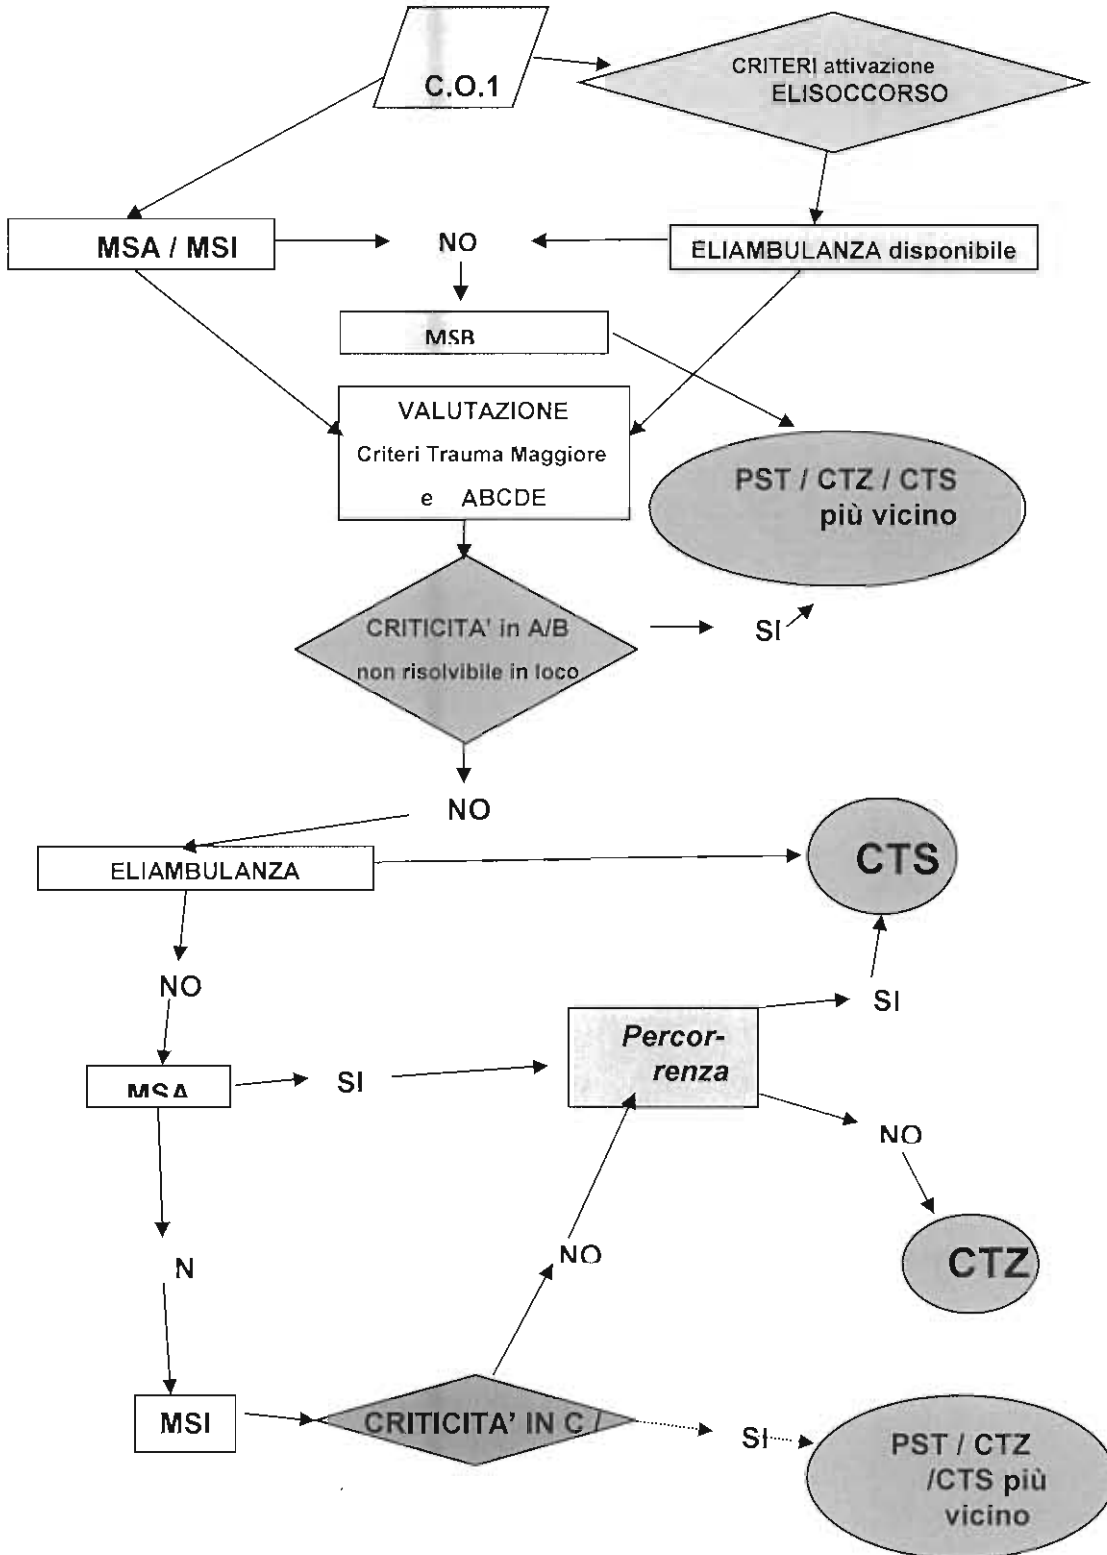 C.O.1
CRITERI attivazione
ELISOCCORSO
MSA / MSI
NO
ELIAMBULANZA disponibile
MSB
VALUTAZIONE
Criteri Trauma Maggiore
e ABCDE
PST / CTZ / CTS
più vicino
CRITICITA' in A/B
non risolvibile in loco
SI
NO
ELIAMBULANZA
CTS
NO
SI
Percor-
renza
MSA
SI
NO
N
NO
CTZ
MSI
CRITICITA' IN C /
SI
PST / CTZ
/CTS più
vicino